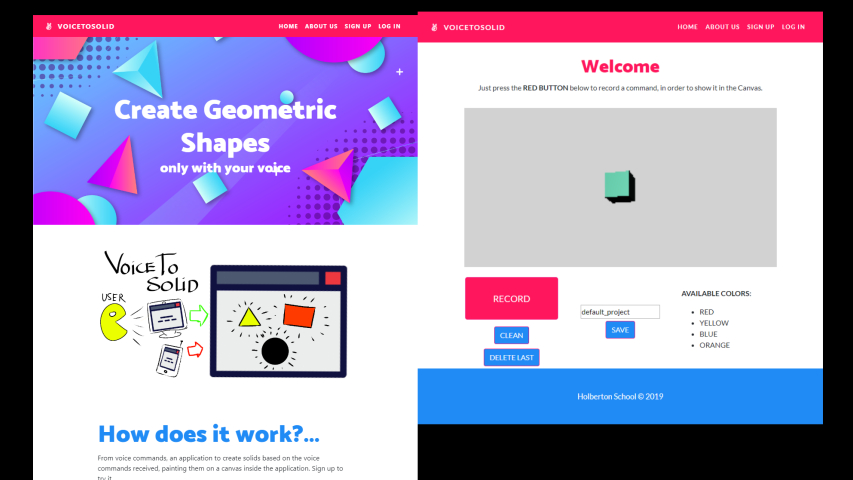 VOICETOSOLID
HOME ABOUT US SIGN UP LOG IN
Create Geometric
Shapes
only with your voice
VOICE TO
SOLID
USER
How does it work?...
From voice commands, an application to create solids based on the voice
commands received, painting them on a canvas inside the application. Sign up to
try it
VOICETOSOLID
HOME ABOUT US SIGN UP LOG IN
Welcome
Just press the RED BUTTON below to record a command, in order to show it in the Canvas.
RECORD
CLEAN
DELETE LAST
default_project
SAVE
AVAILABLE COLORS:
RED
YELLOW
BLUE
ORANGE
Holberton School © 2019